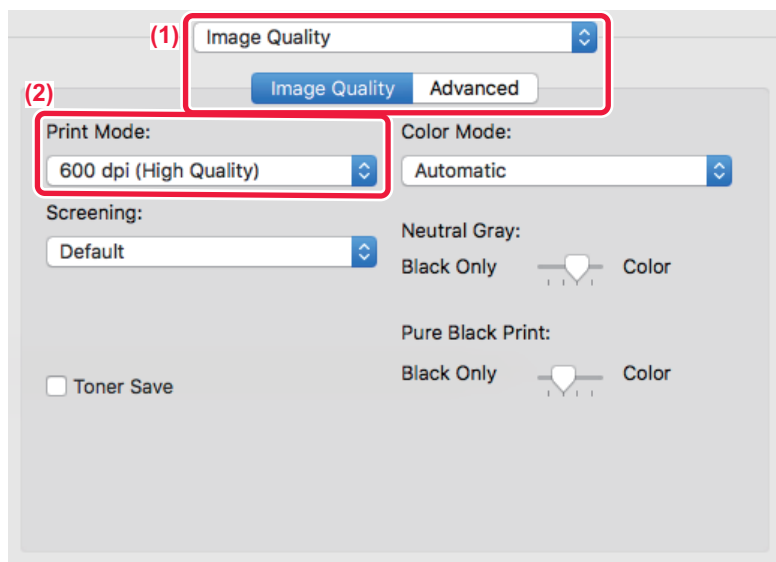 (1)
Image Quality
Image Quality Advanced
(2)
Print Mode:
600 dpi (High Quality)
Screening:
Default
Toner Save
Color Mode:
Automatic
Neutral Gray:
Black Only Color
Pure Black Print:
Black Only Color